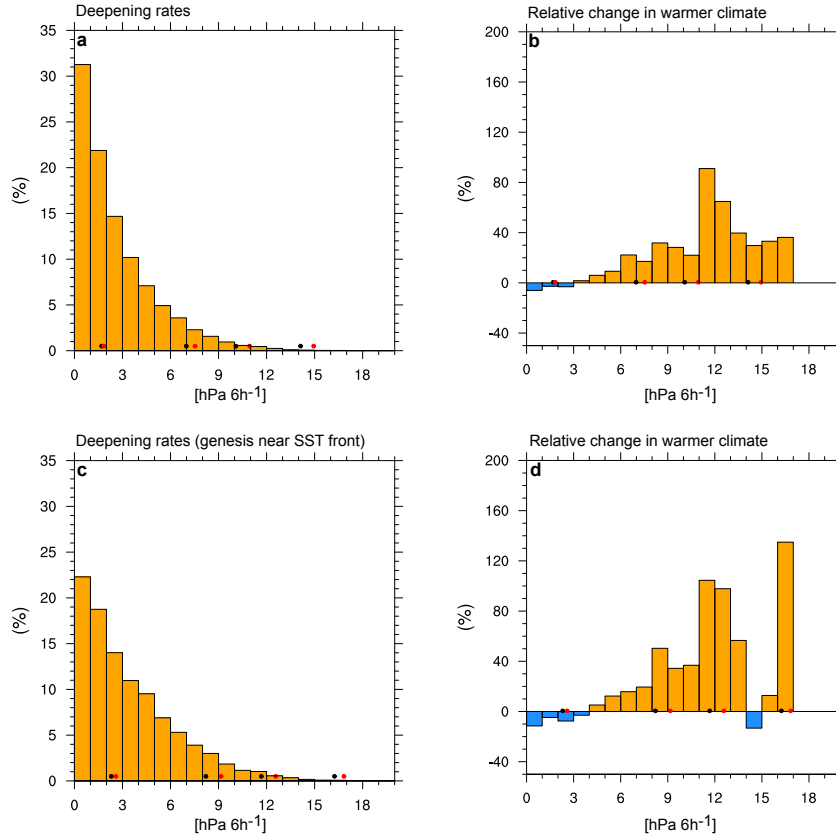 Deepening rates
a
35
30
25
20
15
10
5
0
(%)
0 3 6 9 12 15 18
[hPa 6h-1]
Relative change in warmer climate
b
200
160
120
80
40
0
-40
(%)
0 3 6 9 12 15 18
[hPa 6h-1]
Deepening rates (genesis near SST front)
c
35
30
25
20
15
10
5
0
(%)
0 3 6 9 12 15 18
[hPa 6h-1]
Relative change in warmer climate
d
200
160
120
80
40
0
-40
(%)
0 3 6 9 12 15 18
[hPa 6h-1]